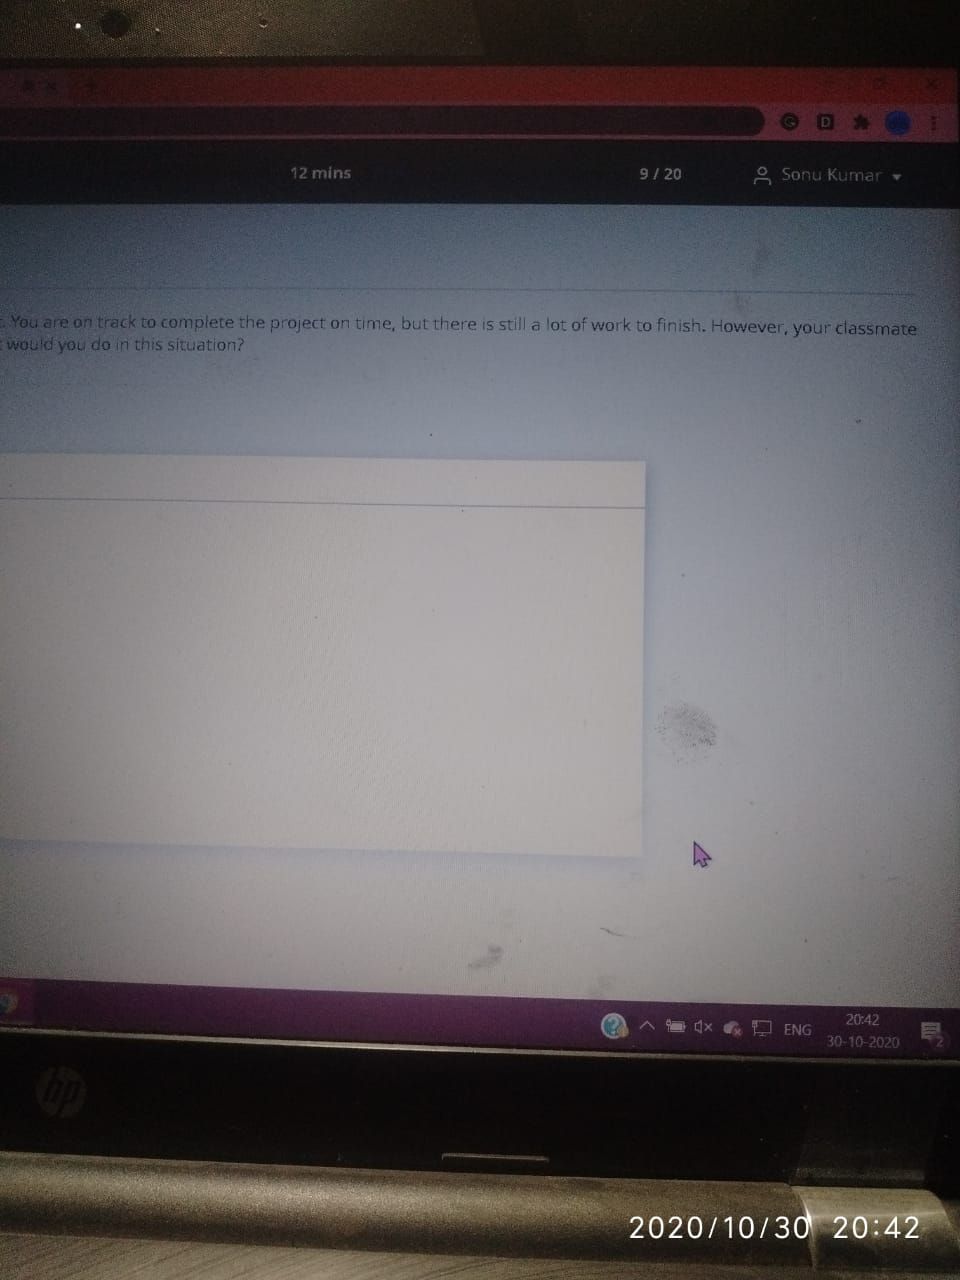 12 mins
9 / 20
Sonu Kumar
. You are on track to complete the project on time, but there is still a lot of work to finish. However, your classmate
would you do in this situation?
ENG
20:42
30-10-2020
2
hp
2020/10/30 20:42